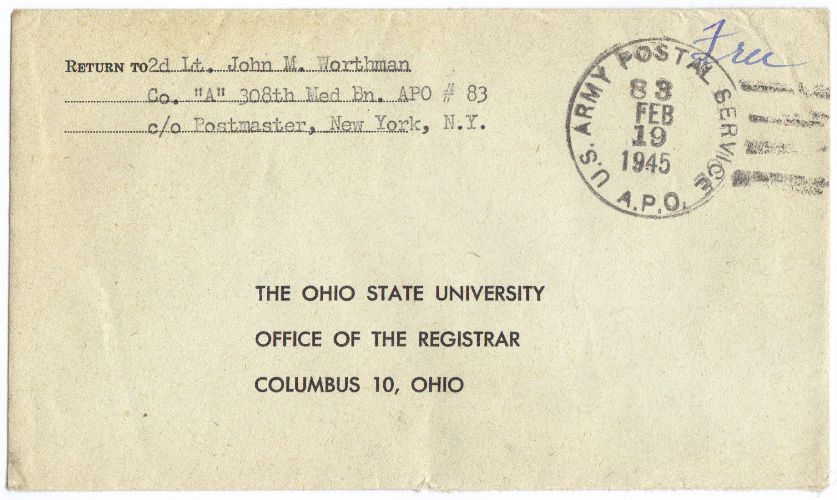 RETURN TO 2d Lt. John M. Worthman
Co. "A" 308th Med Bn. APO # 83
c/o Postmaster, New York, N.Y.
Free
U.S. ARMY POSTAL SERVICE
83
FEB
19
1945
A.P.O.
THE OHIO STATE UNIVERSITY
OFFICE OF THE REGISTRAR
COLUMBUS 10, OHIO